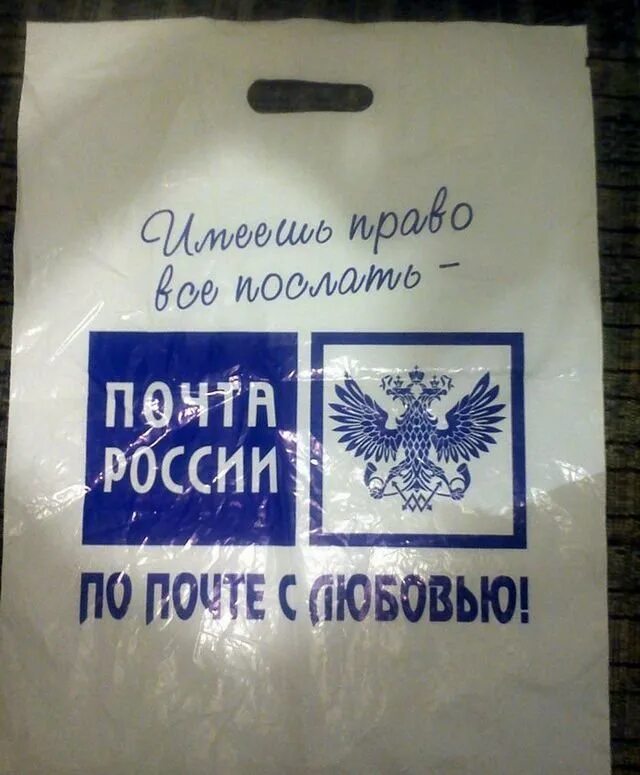 Имеешь право
все послать –
ПОЧТА
РОССИИ
ПО ПОЧТЕ С ЛЮБОВЬЮ!